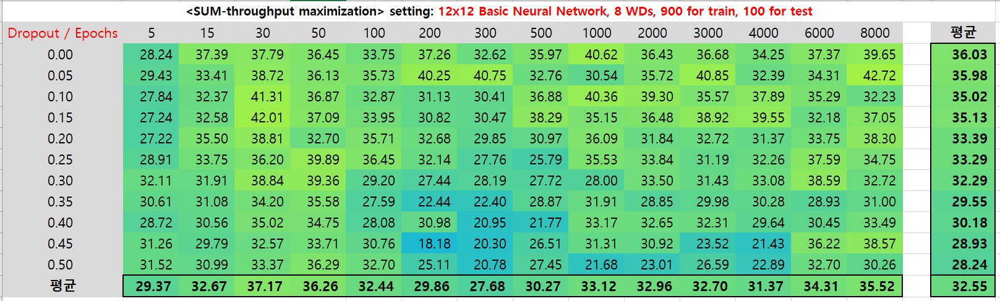 <SUM-throughput maximization> setting: 12x12 Basic Neural Network, 8 WDs, 900 for train, 100 for test
Dropout / Epochs 5 15 30 50 100 200 300 500 1000 2000 3000 4000 6000 8000 평균
0.00 28.24 37.39 37.79 36.45 33.75 37.26 32.62 35.97 40.62 36.43 36.68 34.25 37.37 39.65 36.03
0.05 29.43 33.41 38.72 36.13 35.73 40.25 40.75 32.76 30.54 35.72 40.85 32.39 34.31 42.72 35.98
0.10 27.84 32.37 41.31 36.87 32.87 31.13 30.41 36.88 40.36 39.30 35.57 37.89 35.29 32.23 35.02
0.15 27.24 32.58 42.01 37.09 33.95 30.82 30.47 38.29 35.15 36.48 38.92 39.55 32.18 37.05 35.13
0.20 27.22 35.50 38.81 32.70 35.71 32.68 29.85 30.97 36.09 31.84 32.72 31.37 33.75 38.30 33.39
0.25 28.91 33.75 36.20 39.89 36.45 32.14 27.76 25.79 35.53 33.84 31.19 32.26 37.59 34.75 33.29
0.30 32.11 31.91 38.84 39.36 29.20 27.44 28.19 27.72 28.00 33.50 31.43 33.08 38.59 32.72 32.29
0.35 30.61 31.08 34.20 35.58 27.59 22.44 22.40 28.87 31.91 28.85 29.98 30.28 28.93 31.00 29.55
0.40 28.72 30.56 35.02 34.75 28.08 30.98 20.95 21.77 33.17 32.65 32.31 29.64 30.45 33.49 30.18
0.45 31.26 29.79 32.57 33.71 30.76 18.18 20.30 26.51 31.31 30.92 23.52 21.43 36.22 38.57 28.93
0.50 31.52 30.99 33.37 36.29 32.70 25.11 20.78 27.45 21.68 23.01 26.59 22.89 32.70 30.26 28.24
평균 29.37 32.67 37.17 36.26 32.44 29.86 27.68 30.27 33.12 32.96 32.70 31.37 34.31 35.52 32.55